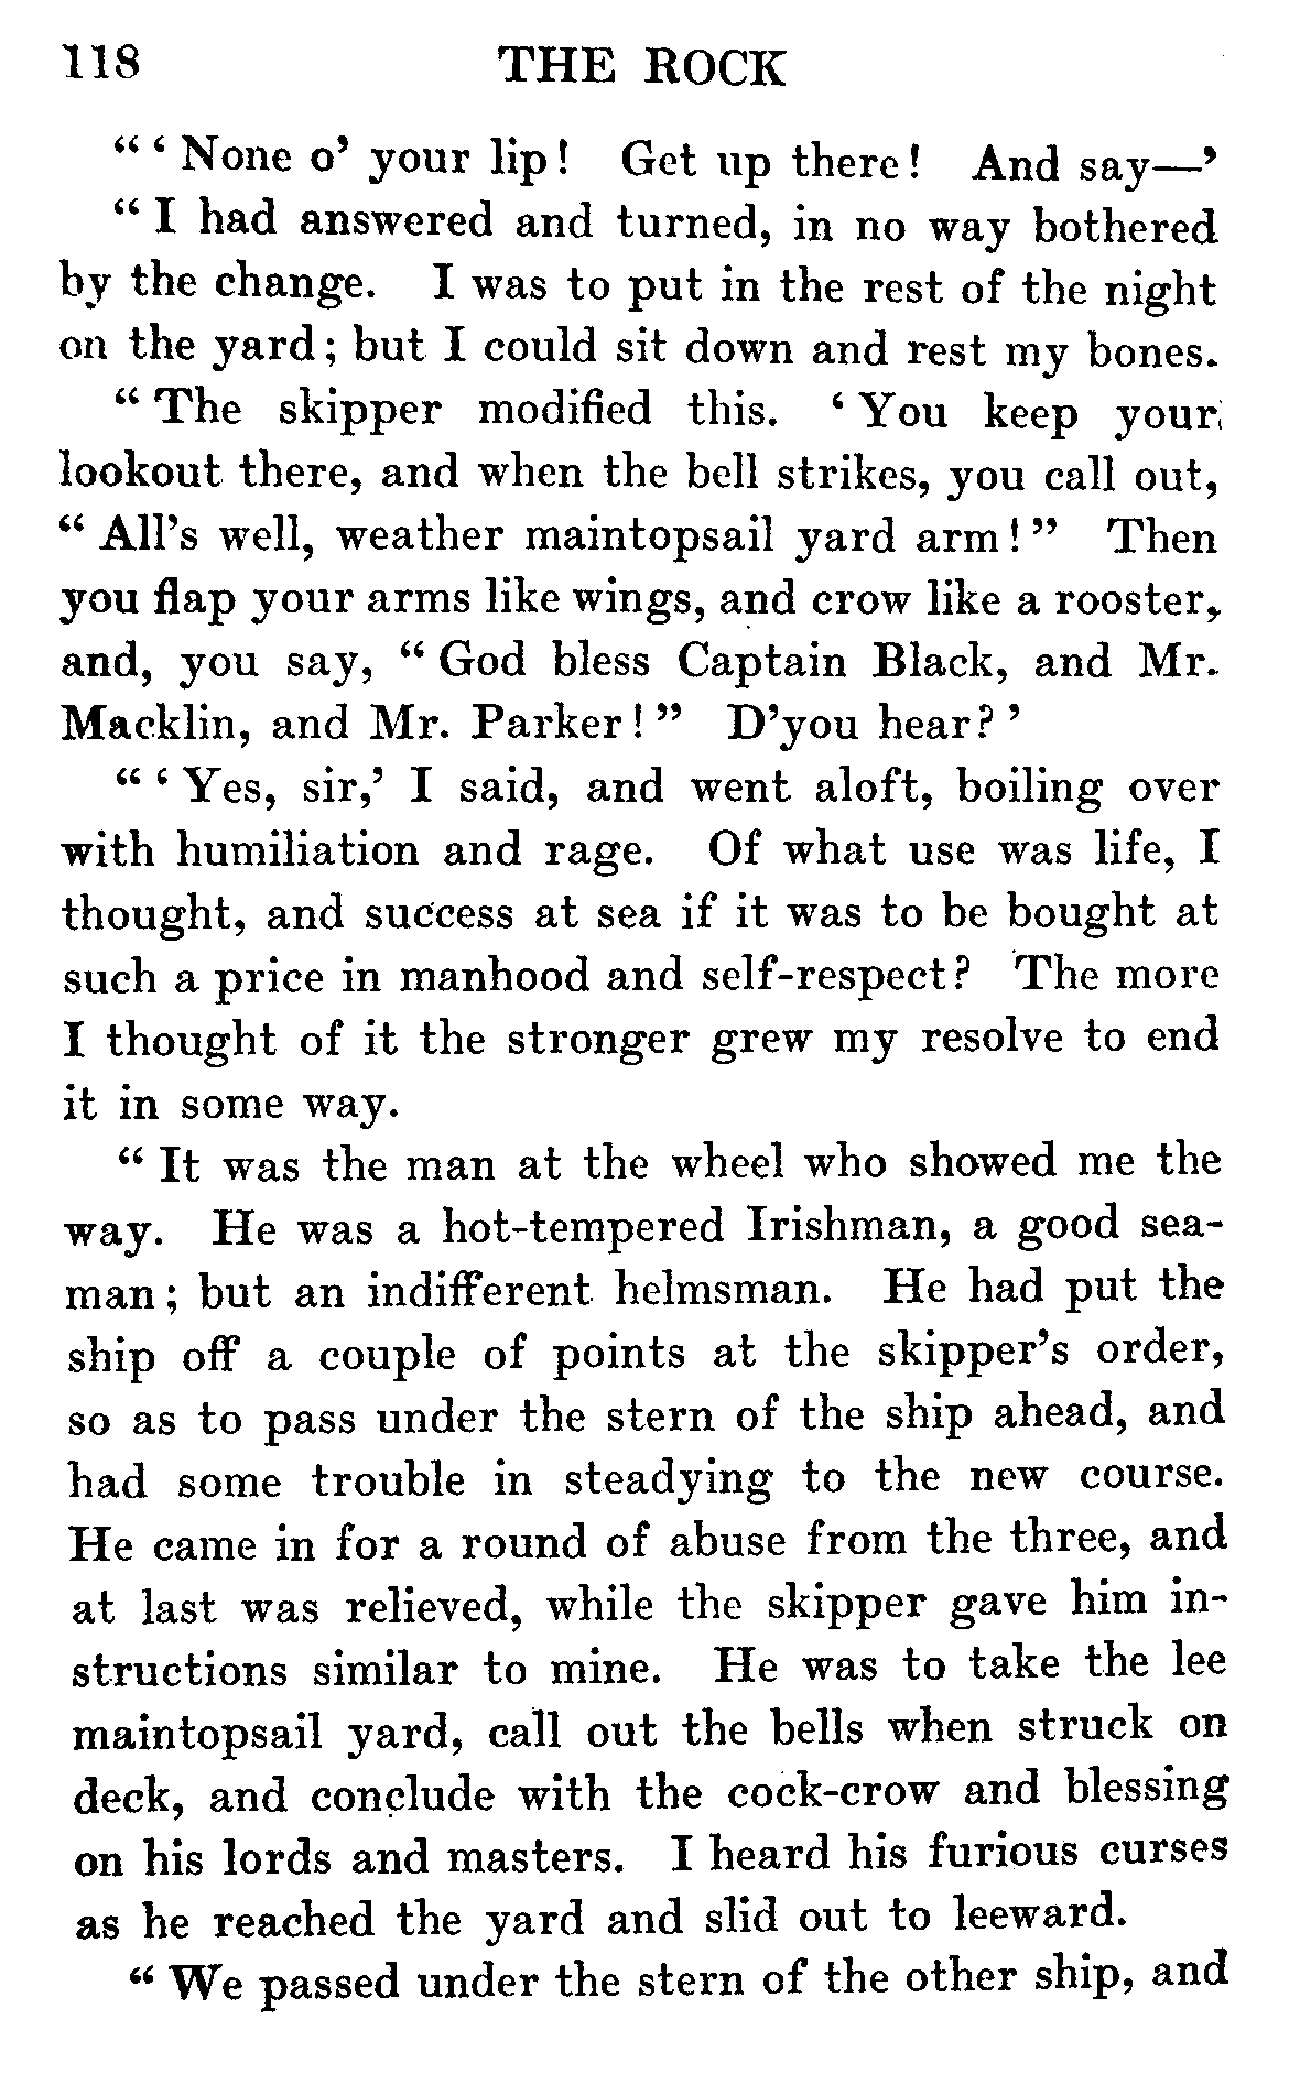 118 THE ROCK
“ ‘ None o’ your lip! Get up there! And say—’
“ I had answered and turned, in no way bothered
by the change. I was to put in the rest of the night
on the yard; but I could sit down and rest my bones.
“ The skipper modified this. ‘ You keep your
lookout there, and when the bell strikes, you call out,
“ All’s well, weather maintopsail yard arm! ” Then
you flap your arms like wings, and crow like a rooster,
and, you say, “ God bless Captain Black, and Mr.
Macklin, and Mr. Parker! ” D’you hear? ’
“ ‘ Yes, sir,’ I said, and went aloft, boiling over
with humiliation and rage. Of what use was life, I
thought, and success at sea if it was to be bought at
such a price in manhood and self-respect? The more
I thought of it the stronger grew my resolve to end
it in some way.
“ It was the man at the wheel who showed me the
way. He was a hot-tempered Irishman, a good sea-
man; but an indifferent helmsman. He had put the
ship off a couple of points at the skipper’s order,
so as to pass under the stern of the ship ahead, and
had some trouble in steadying to the new course.
He came in for a round of abuse from the three, and
at last was relieved, while the skipper gave him in-
structions similar to mine. He was to take the lee
maintopsail yard, call out the bells when struck on
deck, and conclude with the cock-crow and blessing
on his lords and masters. I heard his furious curses
as he reached the yard and slid out to leeward.
“ We passed under the stern of the other ship, and